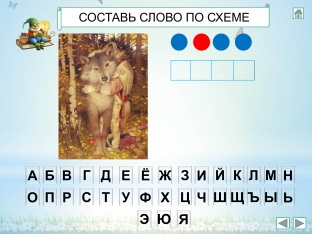 СОСТАВЬ СЛОВО ПО СХЕМЕ
А Б В Г Д Е Ё Ж З И Й К Л М Н
О П Р С Т У Ф Х Ц Ч Ш Щ Ъ Ы Ь
Э Ю Я